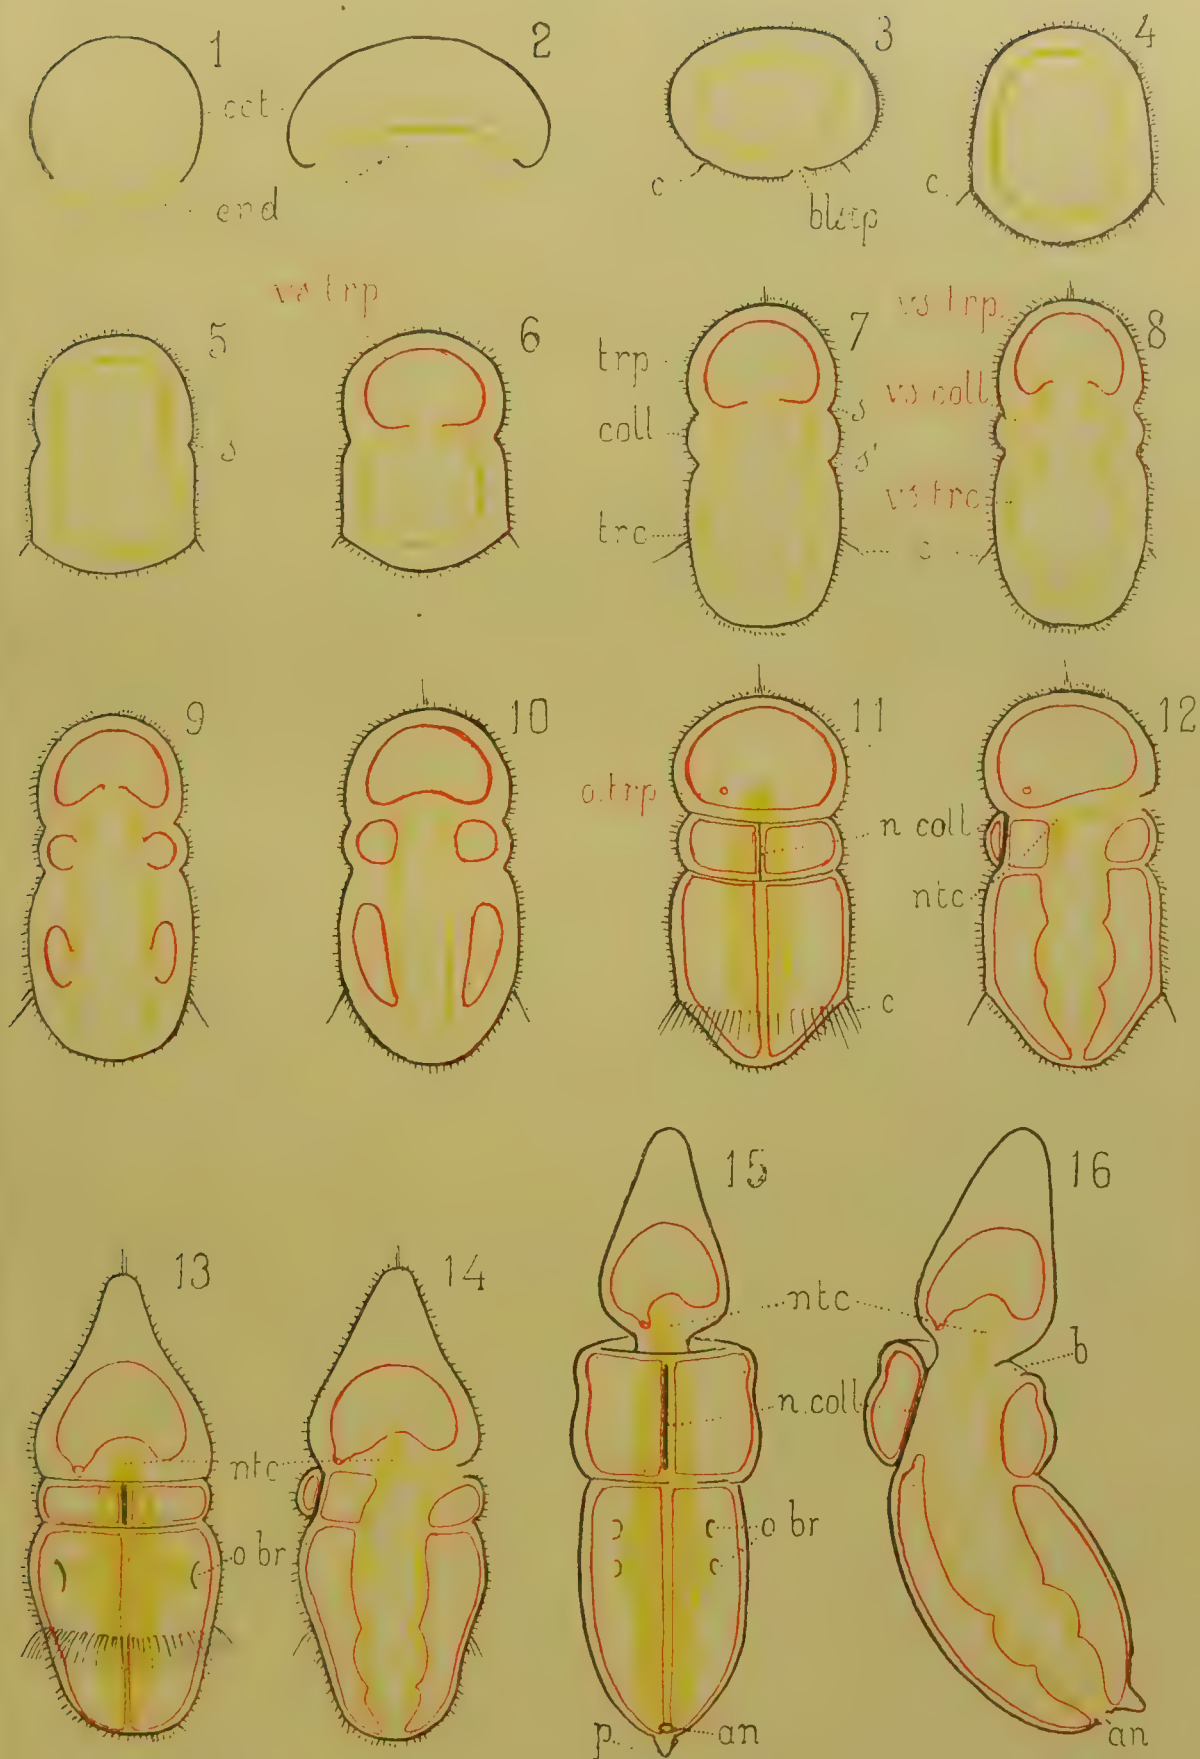 1
2
3
4
ect
end
c
bltp
c
vs trp
5
6
s
7
8
trp
coll
trc
s
s'
c
vs trp
vs coll
vs trc
9
10
11
12
o.trp
n coll
ntc
c
13
14
15
16
ntc
b
n.coll
ntc
o br
o br
p.
an
an